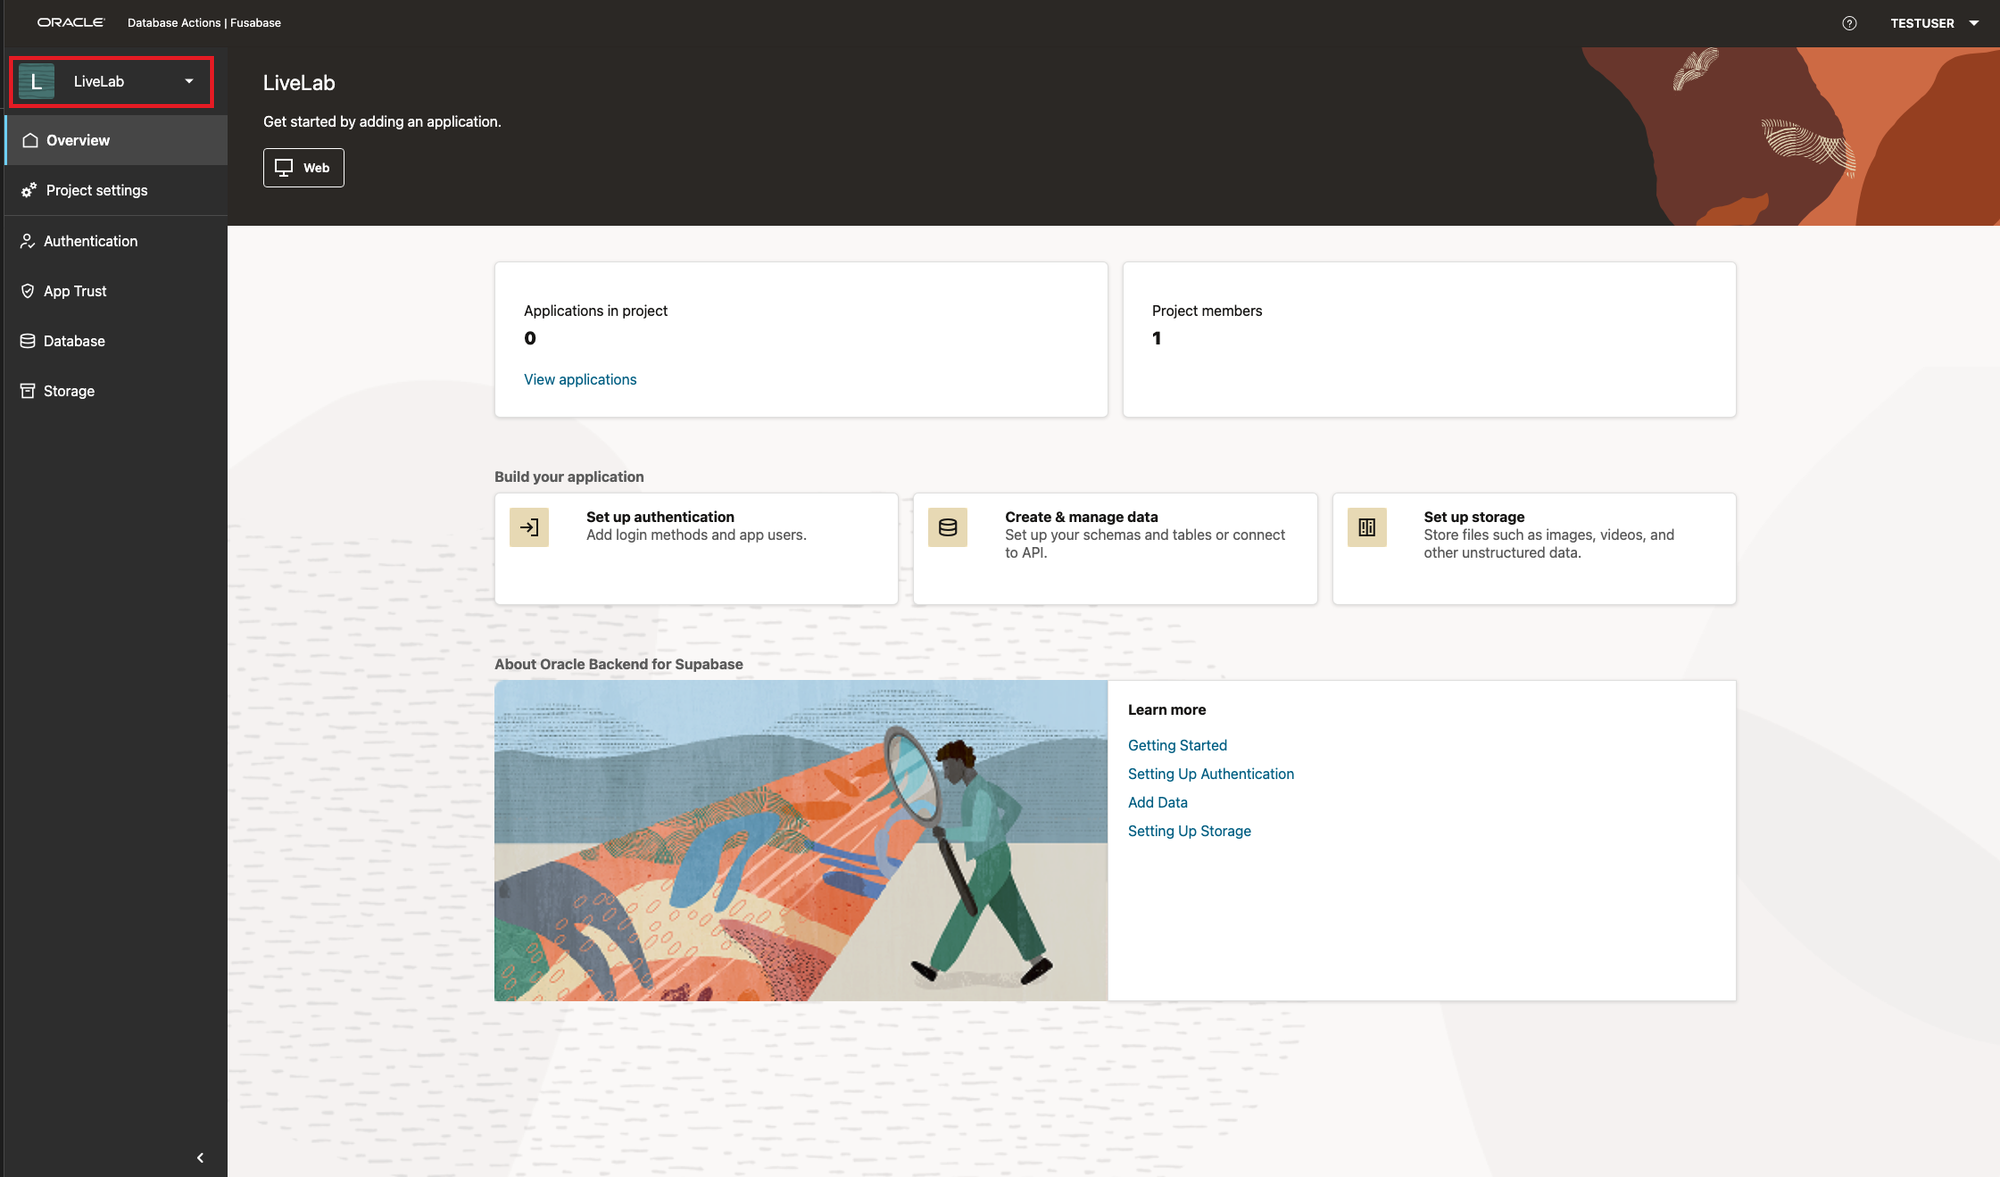 ORACLE Database Actions | Fusabase
TESTUSER
L LiveLab
Overview
Project settings
Authentication
App Trust
Database
Storage
LiveLab
Get started by adding an application.
Web
Applications in project
0
View applications
Project members
1
Build your application
Set up authentication
Add login methods and app users.
Create & manage data
Set up your schemas and tables or connect
to API.
Set up storage
Store files such as images, videos, and
other unstructured data.
About Oracle Backend for Supabase
Learn more
Getting Started
Setting Up Authentication
Add Data
Setting Up Storage